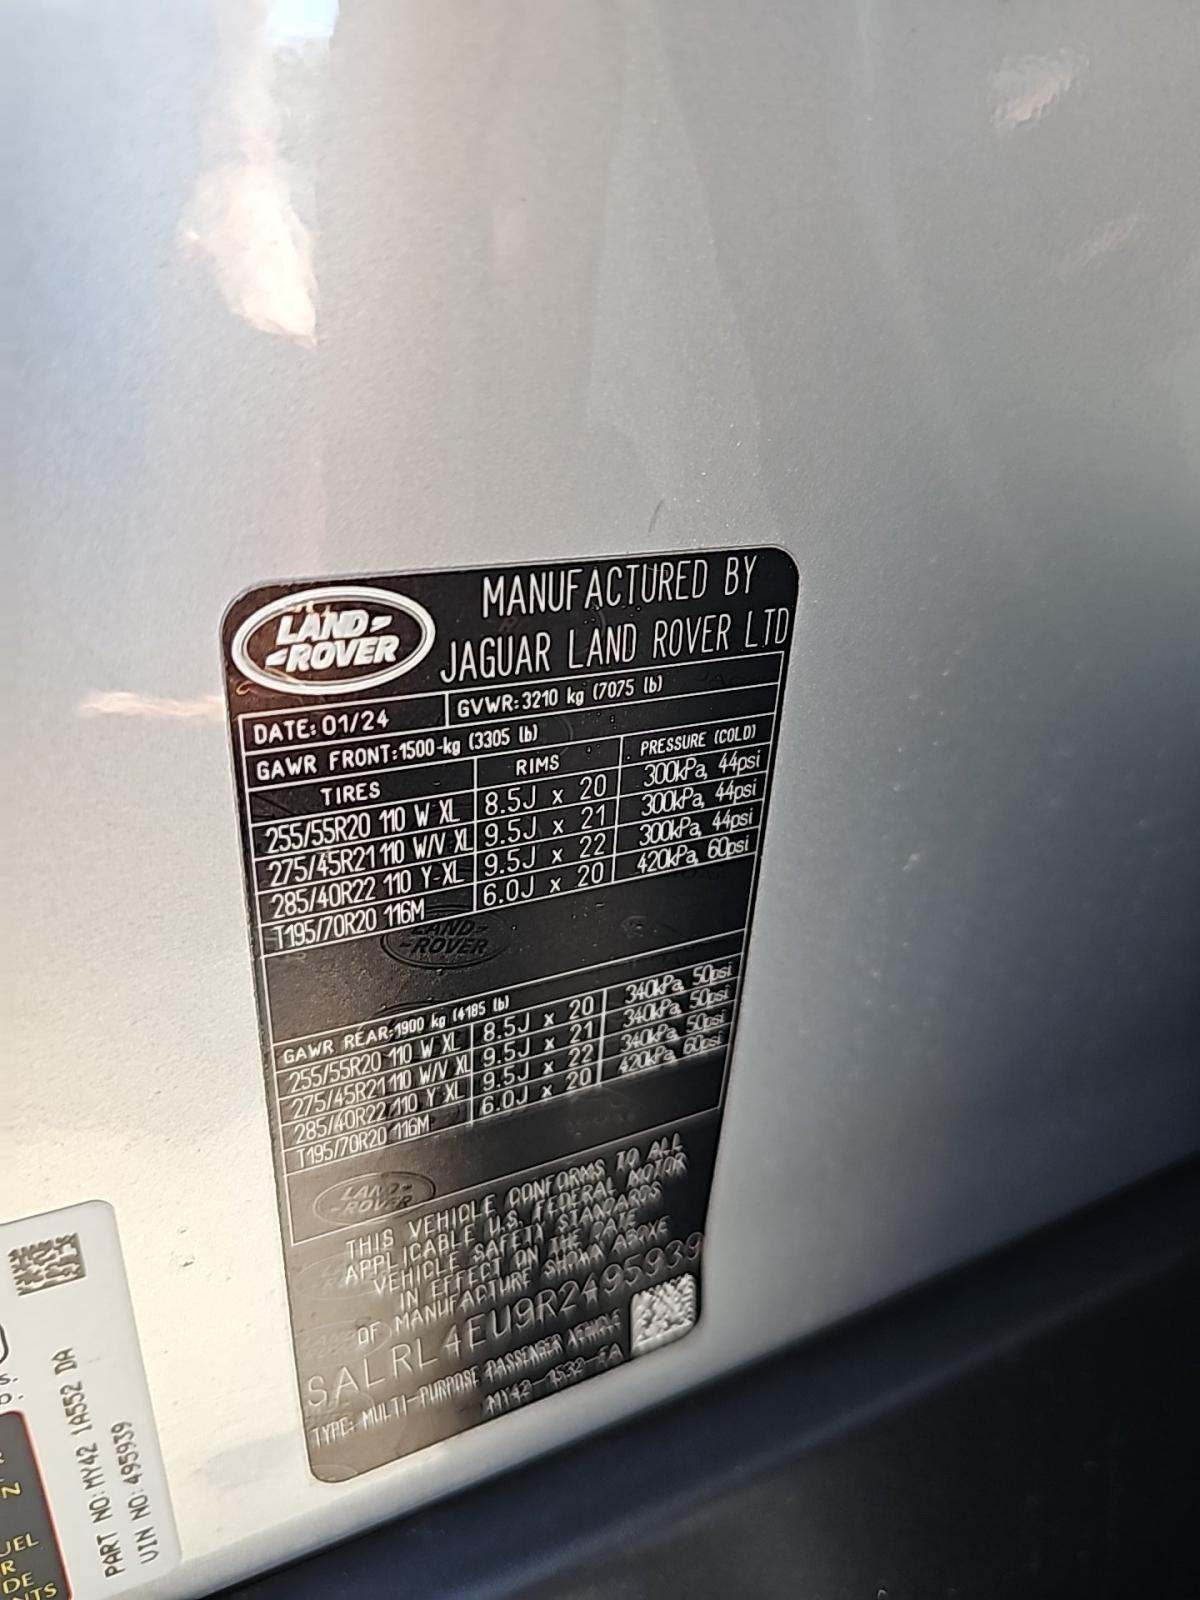 LAND-
-ROVER
MANUFACTURED BY
JAGUAR LAND ROVER LTD
DATE: 01/24 GVWR: 3210 kg (7075 lb)
GAWR FRONT: 1500-kg (3305 lb)
TIRES RIMS PRESSURE (COLD)
255/55R20 110 W XL 8.5J x 20 300kPa, 44psi
275/45R21 110 W/V XL 9.5J x 21 300kPa, 44psi
285/40R22 110 Y-XL 9.5J x 22 300kPa, 44psi
T195/70R20 116M 6.0J x 20 420kPa, 60psi
LAND-
-ROVER
GAWR REAR: 1900 kg (4185 lb)
255/55R20 110 W XL 8.5J x 20 340kPa, 50psi
275/45R21 110 W/V XL 9.5J x 21 340kPa, 50psi
285/40R22 110 Y XL 9.5J x 22 340kPa, 50psi
T195/70R20 116M 6.0J x 20 420kPa, 60psi
LAND-
-ROVER
THIS VEHICLE CONFORMS TO ALL
APPLICABLE U.S. FEDERAL MOTOR
VEHICLE SAFETY STANDARDS
IN EFFECT ON THE DATE
OF MANUFACTURE SHOWN ABOVE
SALRL4EU9R2495939
TYPE: MULTI-PURPOSE PASSENGER VEHICLE
PART NO: MY42 1A552 DA
VIN NO: 495939
UEL
R
DE
NTS